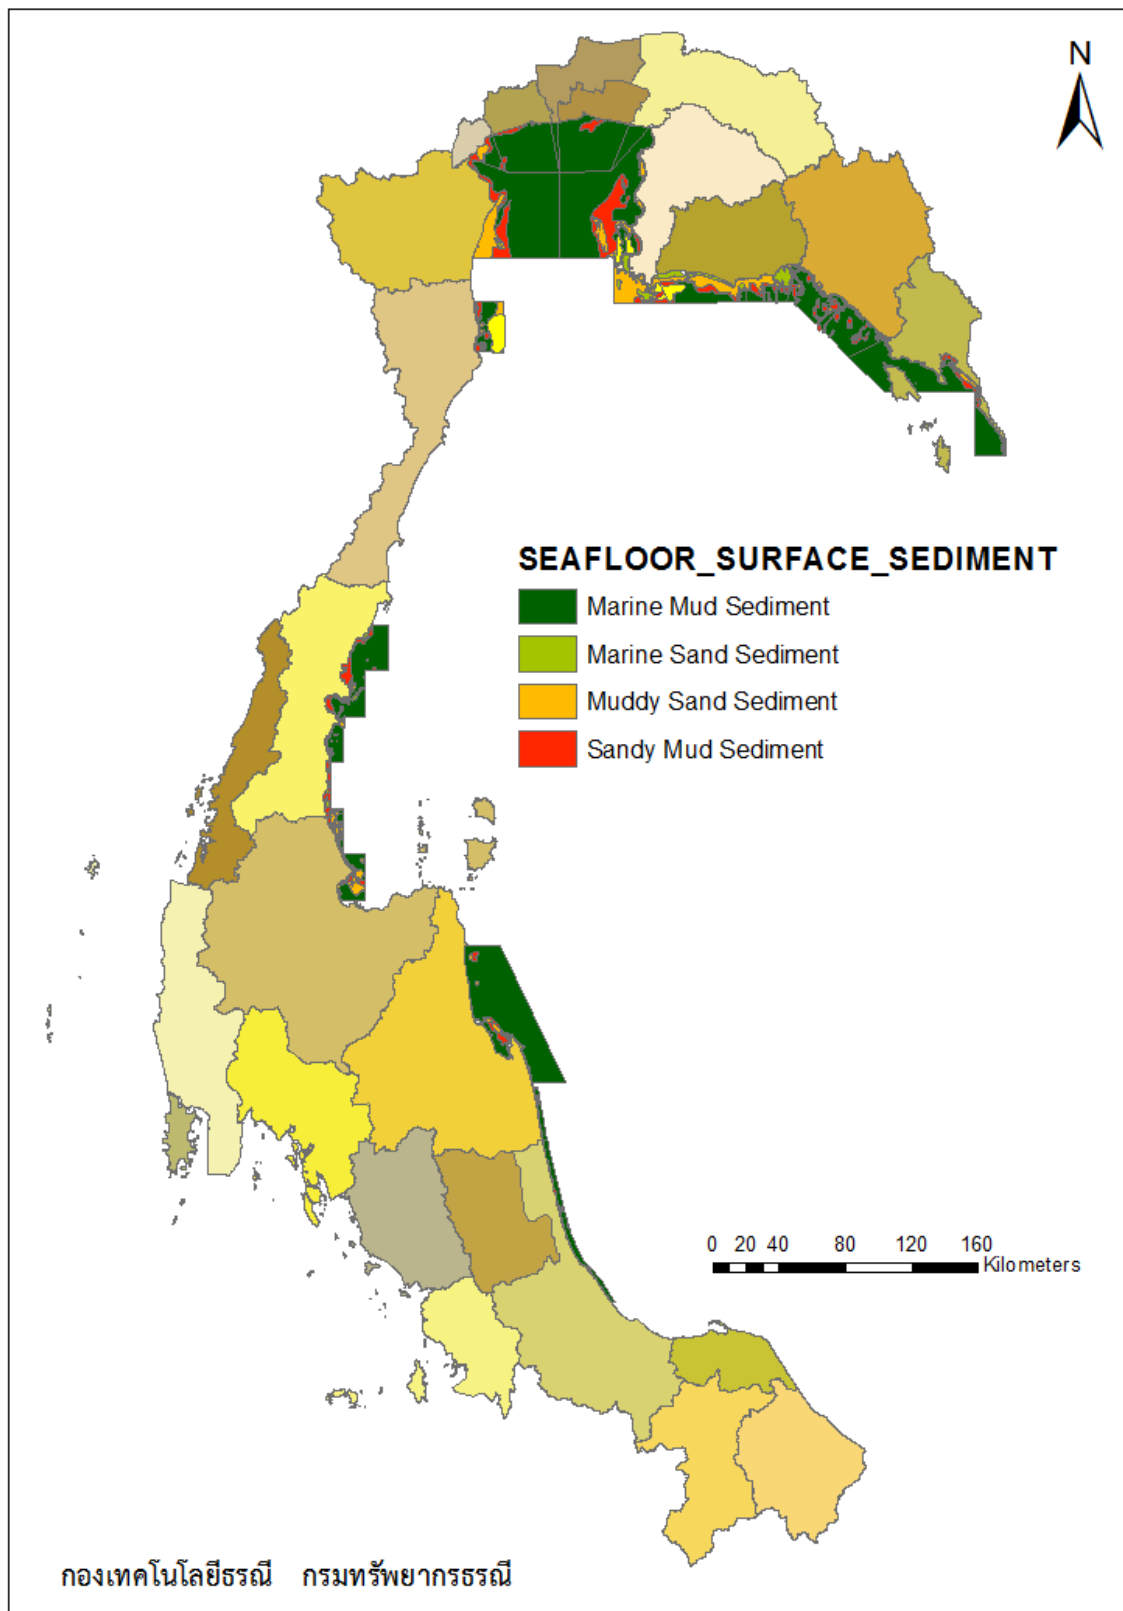 N
SEAFLOOR_SURFACE_SEDIMENT
Marine Mud Sediment
Marine Sand Sediment
Muddy Sand Sediment
Sandy Mud Sediment
0 20 40 80 120 160
Kilometers
กองเทคโนโลยีธรณี กรมทรัพยากรธรณี